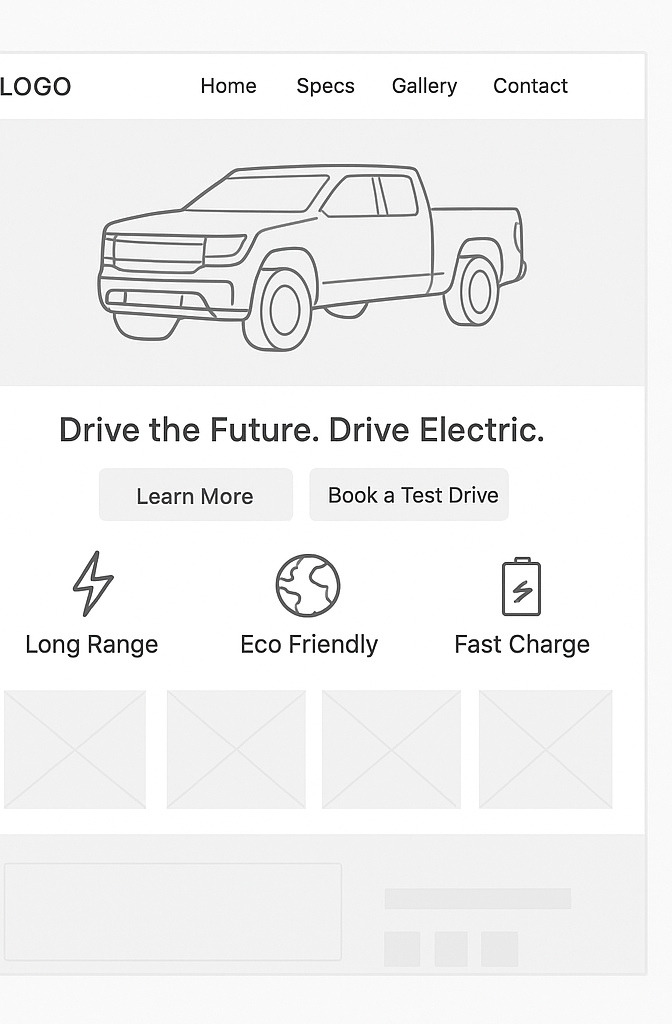 LOGO
Home Specs Gallery Contact
Drive the Future. Drive Electric.
Learn More
Book a Test Drive
Long Range
Eco Friendly
Fast Charge